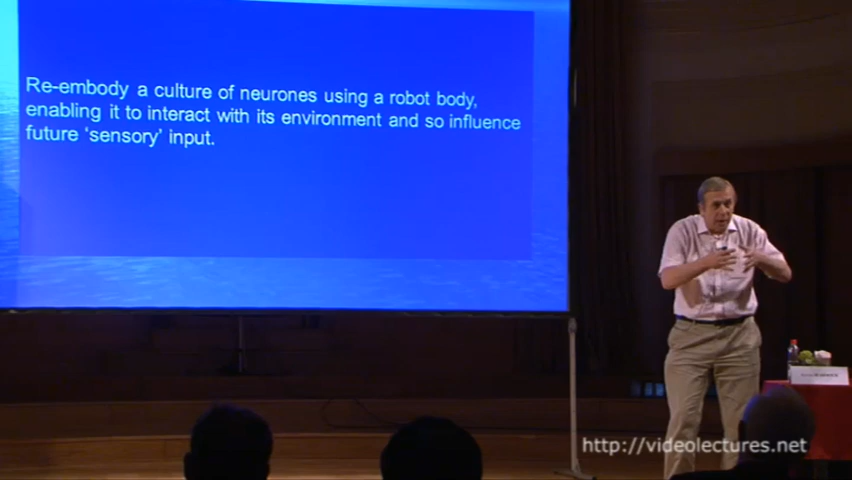 Re-embody a culture of neurones using a robot body,
enabling it to interact with its environment and so influence
future ‘sensory’ input.
http://videolectures.net